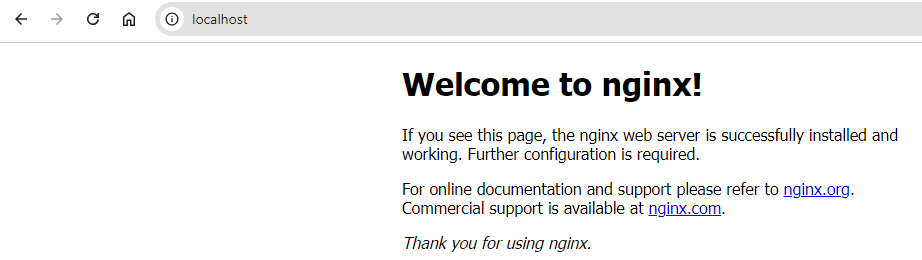 localhost
Welcome to nginx!
If you see this page, the nginx web server is successfully installed and
working. Further configuration is required.
For online documentation and support please refer to nginx.org.
Commercial support is available at nginx.com.
Thank you for using nginx.